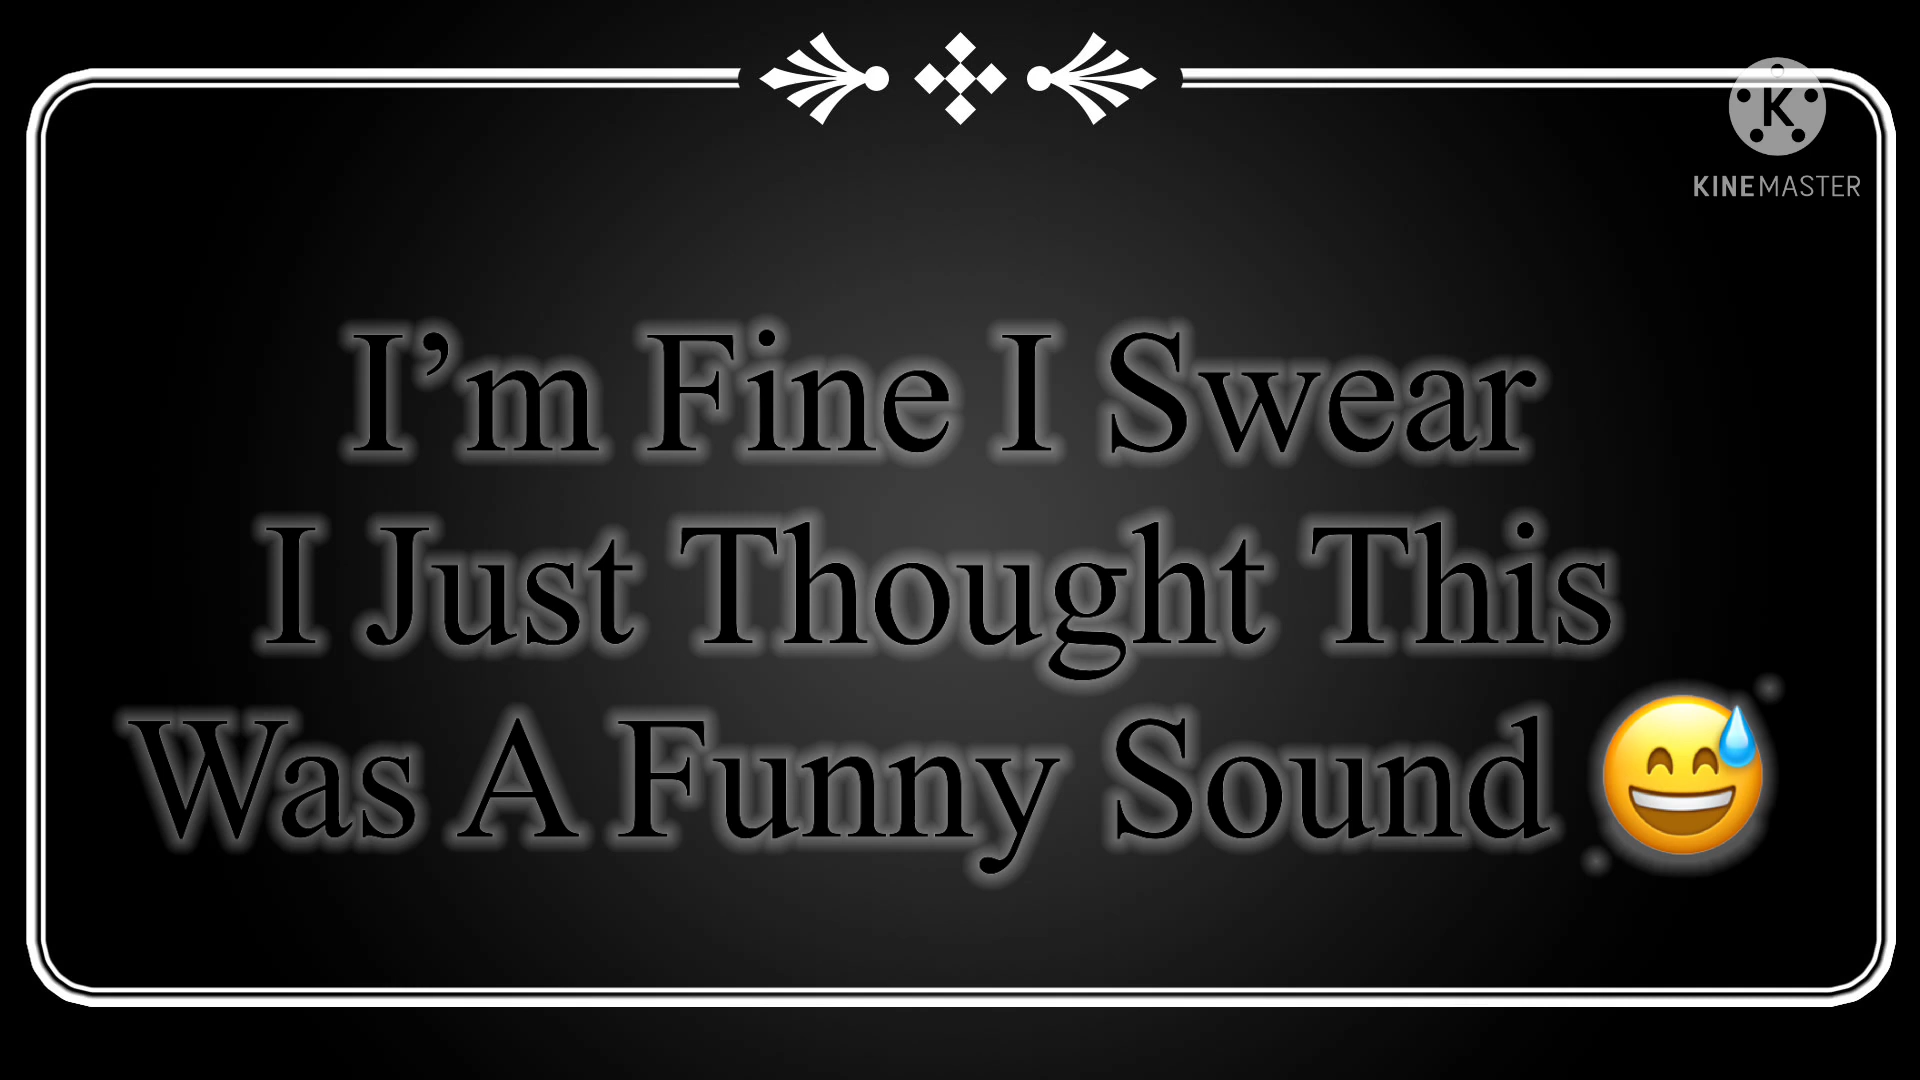 K
KINEMASTER
I’m Fine I Swear
I Just Thought This
Was A Funny Sound 😅